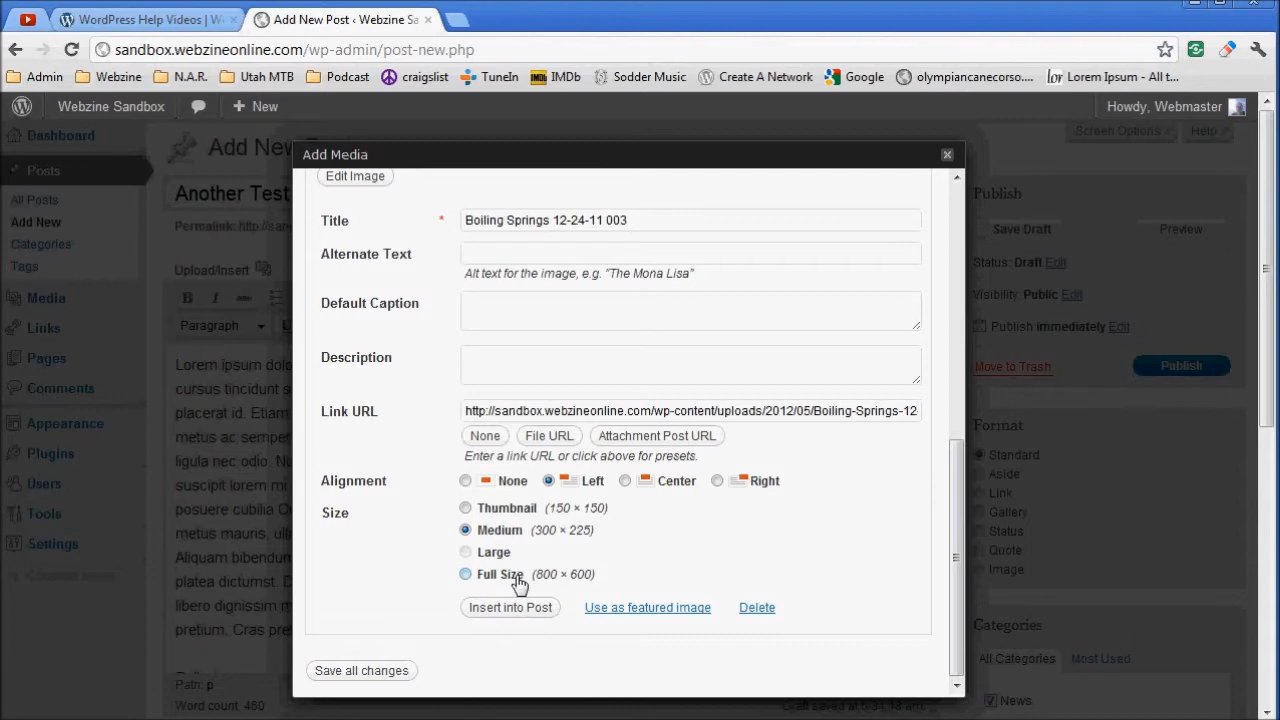 WordPress Help Videos | W
Add New Post ‹ Webzine Sa
sandbox.webzineonline.com/wp-admin/post-new.php
Admin Webzine N.A.R. Utah MTB Podcast craigslist TuneIn IMDb Sodder Music Create A Network Google olympiancanecorso.... Lorem Ipsum - All t...
Webzine Sandbox + New Howdy, Webmaster
Dashboard
Posts
All Posts
Add New
Categories
Tags
Media
Links
Pages
Comments
Appearance
Plugins
Users
Tools
Settings
Add New
Screen Options Help
Another Test
Permalink: http://san
Upload/Insert
B I ABC
Paragraph
Lorem ipsum dolor
cursus tincidunt
placerat id. Etiam
metus ac semper
ligula nec odio. Nu
posuere cubilia
quis lorem
dolores
lectus et
Aliquam bibendum
libero dignissim
pretium. Cras
Path: p
Word count: 460
Add Media
Edit Image
Title * Boiling Springs 12-24-11 003
Alternate Text
Alt text for the image, e.g. “The Mona Lisa”
Default Caption
Description
Link URL http://sandbox.webzineonline.com/wp-content/uploads/2012/05/Boiling-Springs-12
None File URL Attachment Post URL
Enter a link URL or click above for presets.
Alignment None Left Center Right
Size Thumbnail (150 × 150)
Medium (300 × 225)
Large
Full Size (800 × 600)
Insert into Post Use as featured image Delete
Save all changes
Publish
Save Draft Preview
Status: Draft Edit
Visibility: Public Edit
Publish immediately Edit
Move to Trash Publish
Format
Standard
Aside
Link
Gallery
Status
Quote
Image
Categories
All Categories Most Used
News